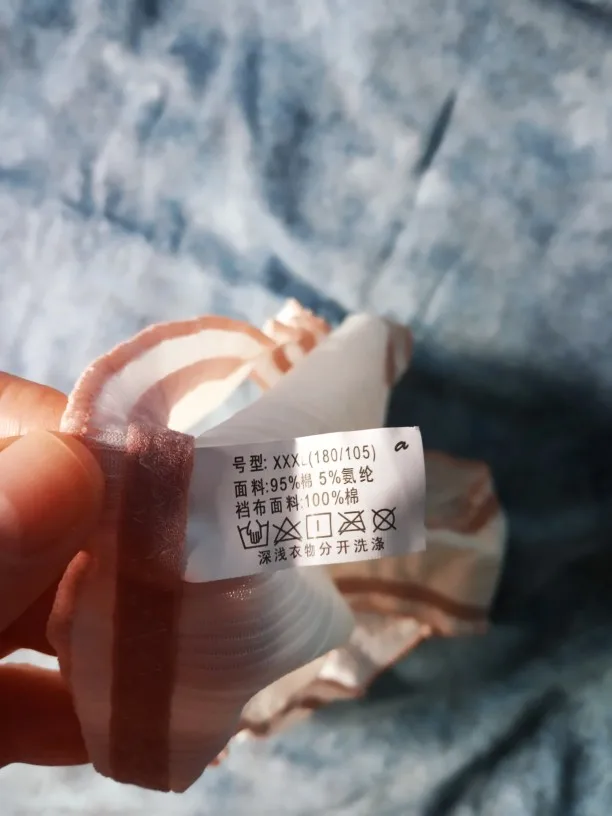 号型: XXXL(180/105) a
面料:95%棉 5%氨纶
裆布面料:100%棉
深浅衣物分开洗涤